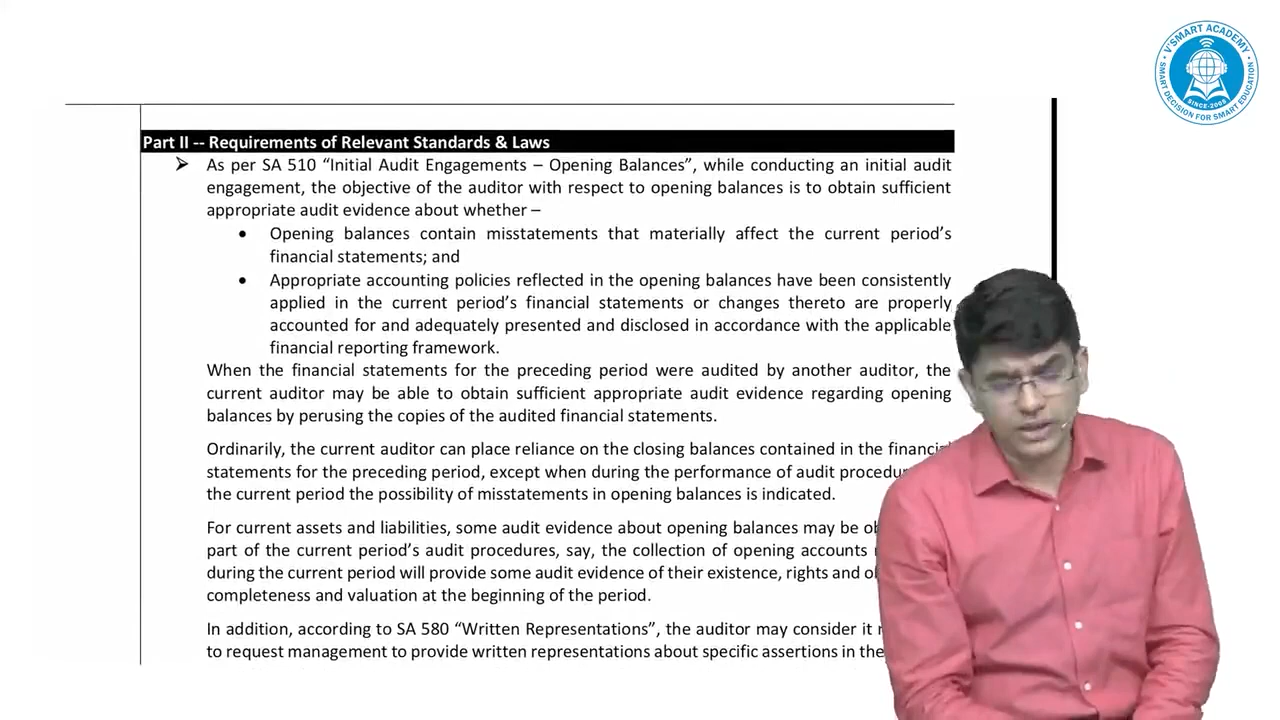 V'SMART ACADEMY
SMART DECISION FOR SMART EDUCATION
SINCE-2008
Part II -- Requirements of Relevant Standards & Laws
➢ As per SA 510 “Initial Audit Engagements – Opening Balances”, while conducting an initial audit
engagement, the objective of the auditor with respect to opening balances is to obtain sufficient
appropriate audit evidence about whether –
• Opening balances contain misstatements that materially affect the current period’s
financial statements; and
• Appropriate accounting policies reflected in the opening balances have been consistently
applied in the current period’s financial statements or changes thereto are properly
accounted for and adequately presented and disclosed in accordance with the applicable
financial reporting framework.
When the financial statements for the preceding period were audited by another auditor, the
current auditor may be able to obtain sufficient appropriate audit evidence regarding opening
balances by perusing the copies of the audited financial statements.
Ordinarily, the current auditor can place reliance on the closing balances contained in the
statements for the preceding period, except when during the performance of audit
the current period the possibility of misstatements in opening balances is indicated.
For current assets and liabilities, some audit evidence about opening balances may be
part of the current period’s audit procedures, say, the collection of opening accounts
during the current period will provide some audit evidence of their existence, rights and
completeness and valuation at the beginning of the period.
In addition, according to SA 580 “Written Representations”, the auditor may consider it
to request management to provide written representations about specific assertions in the